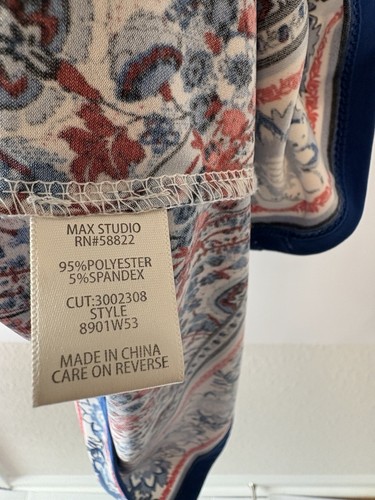 MAX STUDIO
RN#58822
95%POLYESTER
5%SPANDEX
CUT:3002308
STYLE
8901W53
MADE IN CHINA
CARE ON REVERSE